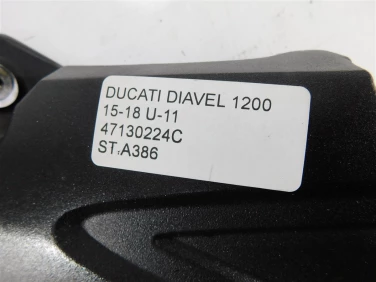 DUCATI DIAVEL 1200
15-18 U-11
47130224C
ST.A386